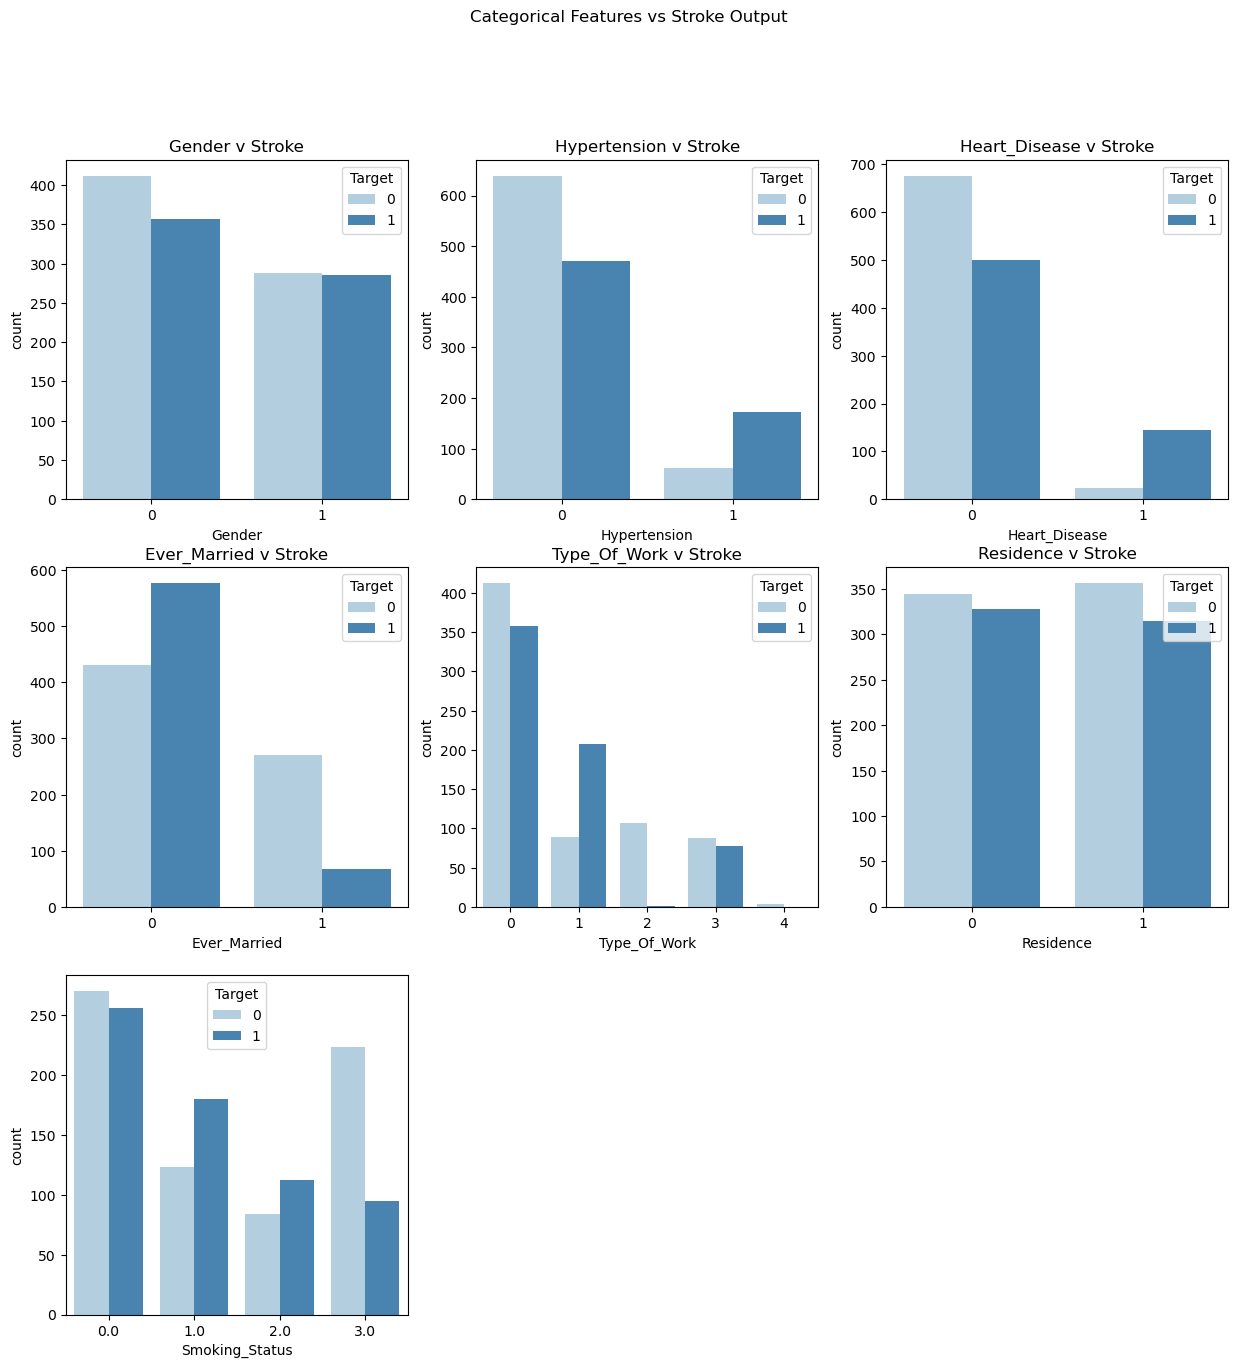 Categorical Features vs Stroke Output
Gender v Stroke
Target
0
1
400
350
300
250
200
150
100
50
0
count
0 1
Gender
Hypertension v Stroke
Target
0
1
600
500
400
300
200
100
0
count
0 1
Hypertension
Heart_Disease v Stroke
Target
0
1
700
600
500
400
300
200
100
0
count
0 1
Heart_Disease
Ever_Married v Stroke
Target
0
1
600
500
400
300
200
100
0
count
0 1
Ever_Married
Type_Of_Work v Stroke
Target
0
1
400
350
300
250
200
150
100
50
0
count
0 1 2 3 4
Type_Of_Work
Residence v Stroke
Target
0
1
350
300
250
200
150
100
50
0
count
0 1
Residence
Target
0
1
250
200
150
100
50
0
count
0.0 1.0 2.0 3.0
Smoking_Status